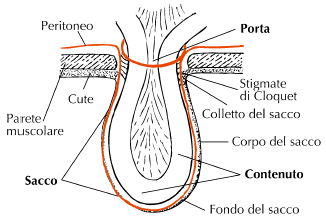 Peritoneo
Porta
Cute
Parete
muscolare
Stigmate
di Cloquet
Colletto del sacco
Corpo del sacco
Sacco
Contenuto
Fondo del sacco